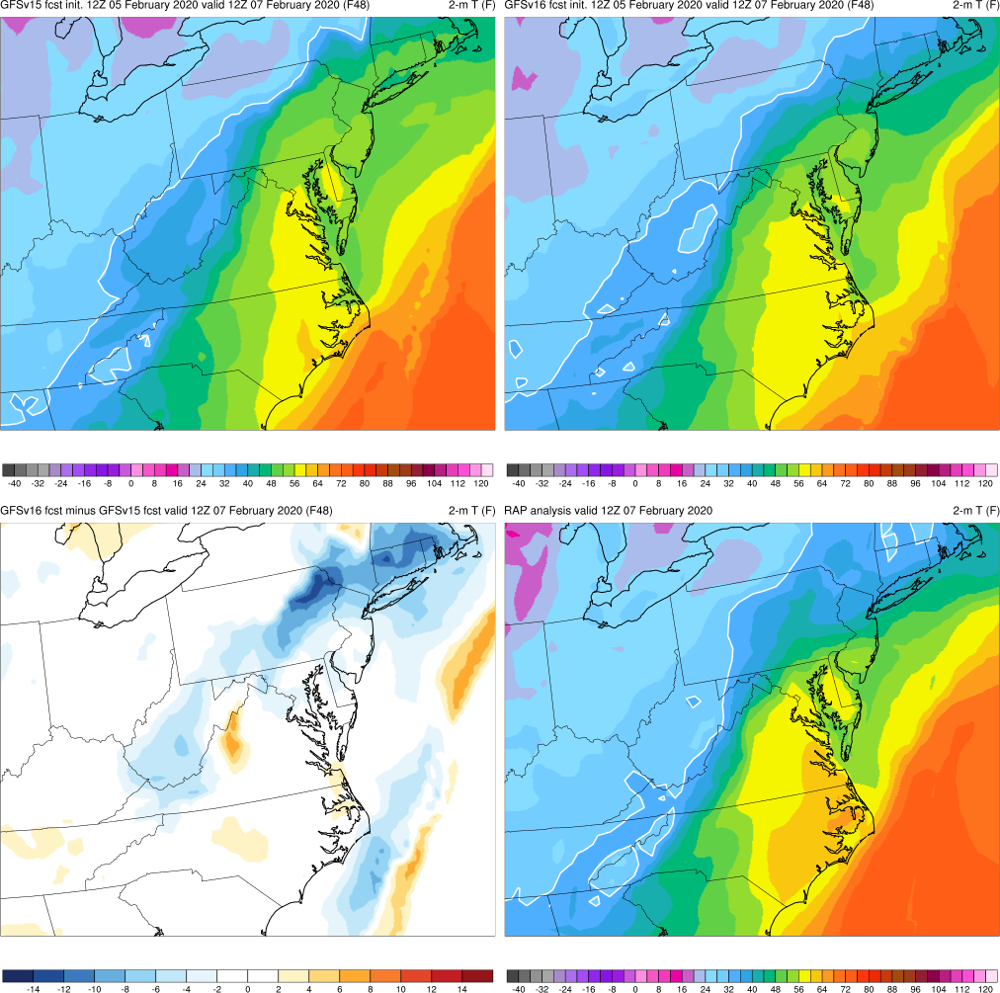 GFSv15 fcst init. 12Z 05 February 2020 valid 12Z 07 February 2020 (F48) 2-m T (F)
GFSv16 fcst init. 12Z 05 February 2020 valid 12Z 07 February 2020 (F48) 2-m T (F)
-40 -32 -24 -16 -8 0 8 16 24 32 40 48 56 64 72 80 88 96 104 112 120
-40 -32 -24 -16 -8 0 8 16 24 32 40 48 56 64 72 80 88 96 104 112 120
GFSv16 fcst minus GFSv15 fcst valid 12Z 07 February 2020 (F48) 2-m T (F)
RAP analysis valid 12Z 07 February 2020 2-m T (F)
-14 -12 -10 -8 -6 -4 -2 0 2 4 6 8 10 12 14
-40 -32 -24 -16 -8 0 8 16 24 32 40 48 56 64 72 80 88 96 104 112 120